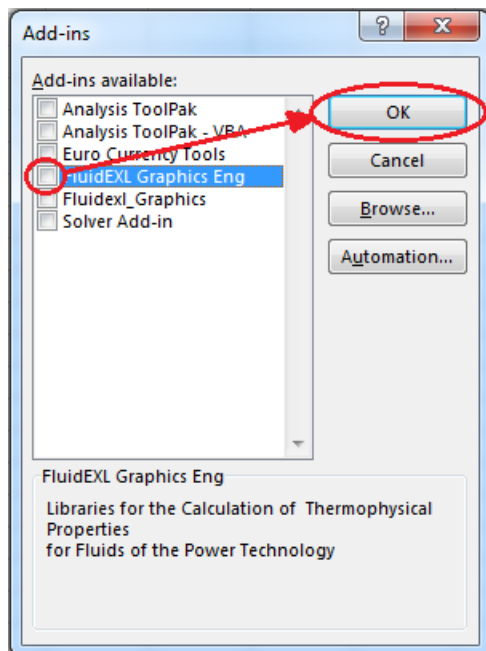 Add-ins
?
Add-ins available:
Analysis ToolPak
Analysis ToolPak - VBA
Euro Currency Tools
FluidEXL Graphics Eng
Fluidexl_Graphics
Solver Add-in
OK
Cancel
Browse...
Automation...
FluidEXL Graphics Eng
Libraries for the Calculation of Thermophysical
Properties
for Fluids of the Power Technology